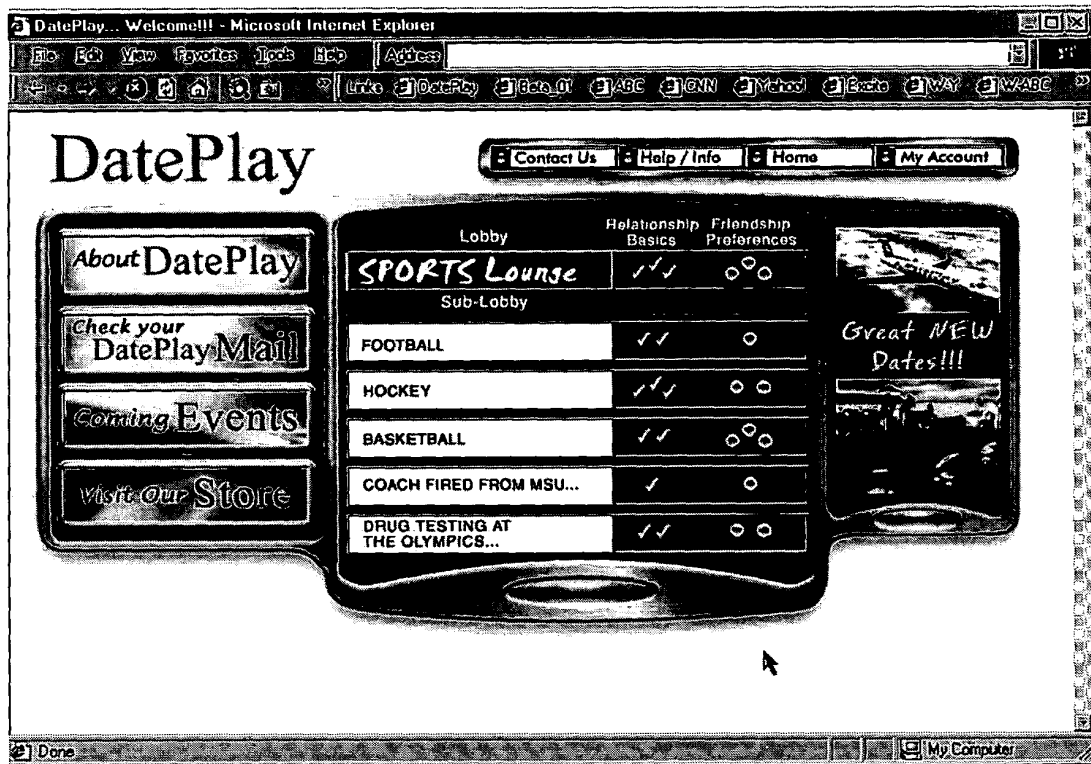 DatePlay... Welcome!!! - Microsoft Internet Explorer
File Edit View Favorites Tools Help Address
Links DatePlay Beta_01 ABC CNN Yahoo! Excite W-Y W-ABC
DatePlay
Contact Us Help / Info Home My Account
About DatePlay
Check your
DatePlay Mail
Coming Events
Visit Our Store
Lobby Relationship Basics Friendship Preferences
SPORTS Lounge
Sub-Lobby
FOOTBALL
HOCKEY
BASKETBALL
COACH FIRED FROM MSU...
DRUG TESTING AT
THE OLYMPICS...
Great NEW
Dates!!!
Done My Computer